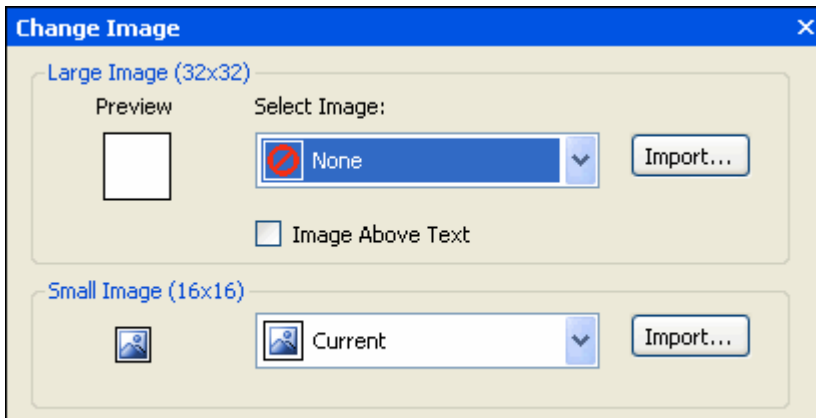 Change Image
Large Image (32x32)
Preview
Select Image:
None
Import...
Image Above Text
Small Image (16x16)
Current
Import...